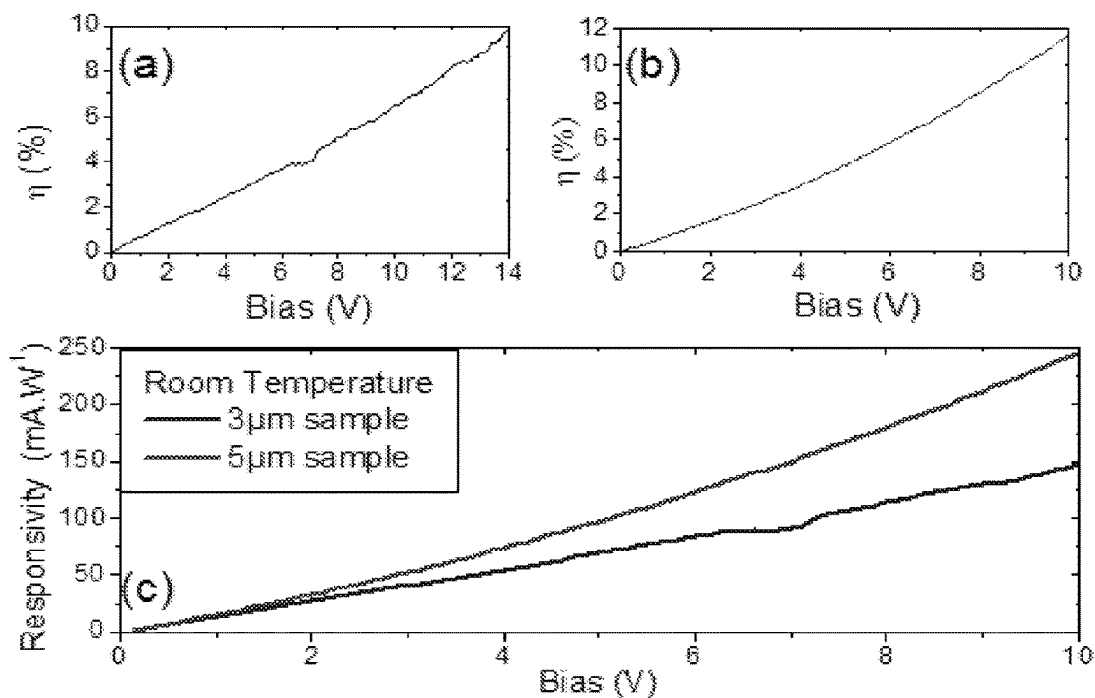 (a)
η (%)
10
8
6
4
2
0
0 2 4 6 8 10 12 14
Bias (V)
(b)
η (%)
12
10
8
6
4
2
0
0 2 4 6 8 10
Bias (V)
(c)
Responsivity (mA.W⁻¹)
250
200
150
100
50
0
Room Temperature
3µm sample
5µm sample
0 2 4 6 8 10
Bias (V)